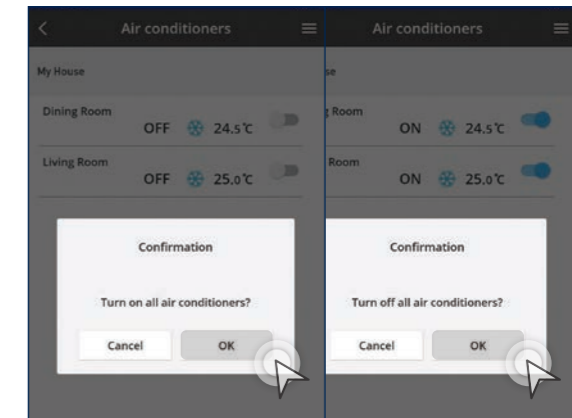 Air conditioners
My House
Dining Room
OFF 24.5℃
Living Room
OFF 25.0℃
Confirmation
Turn on all air conditioners?
Cancel OK
Air conditioners
se
g Room
ON 24.5℃
Room
ON 25.0℃
Confirmation
Turn off all air conditioners?
Cancel OK